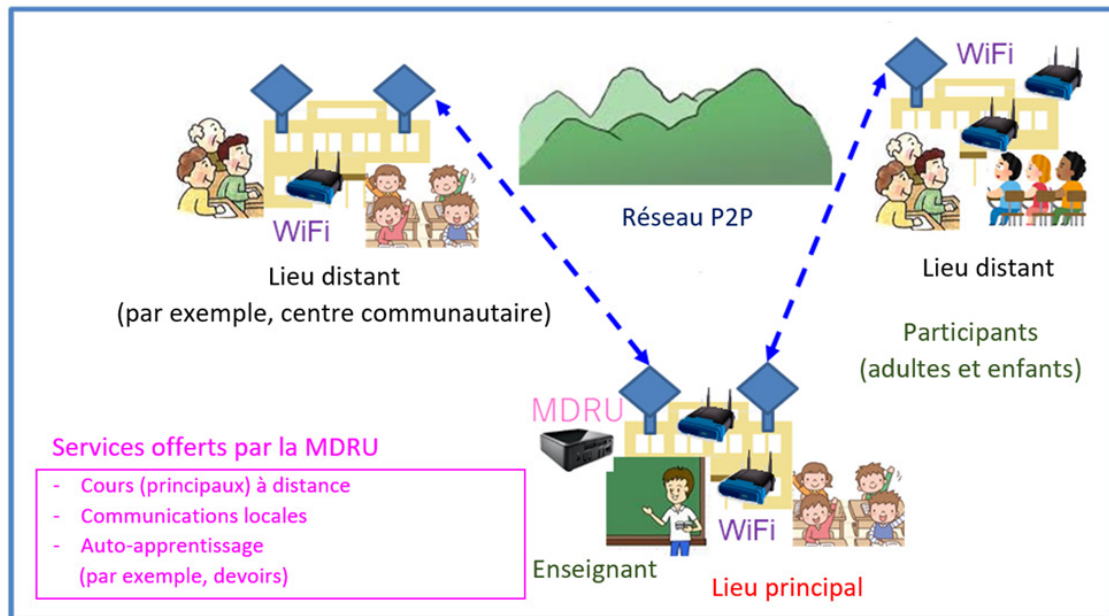 WiFi
WiFi
Réseau P2P
Lieu distant
(par exemple, centre communautaire)
Lieu distant
Participants
(adultes et enfants)
MDRU
WiFi
Enseignant
Lieu principal
Services offerts par la MDRU
- Cours (principaux) à distance
- Communications locales
- Auto-apprentissage
(par exemple, devoirs)